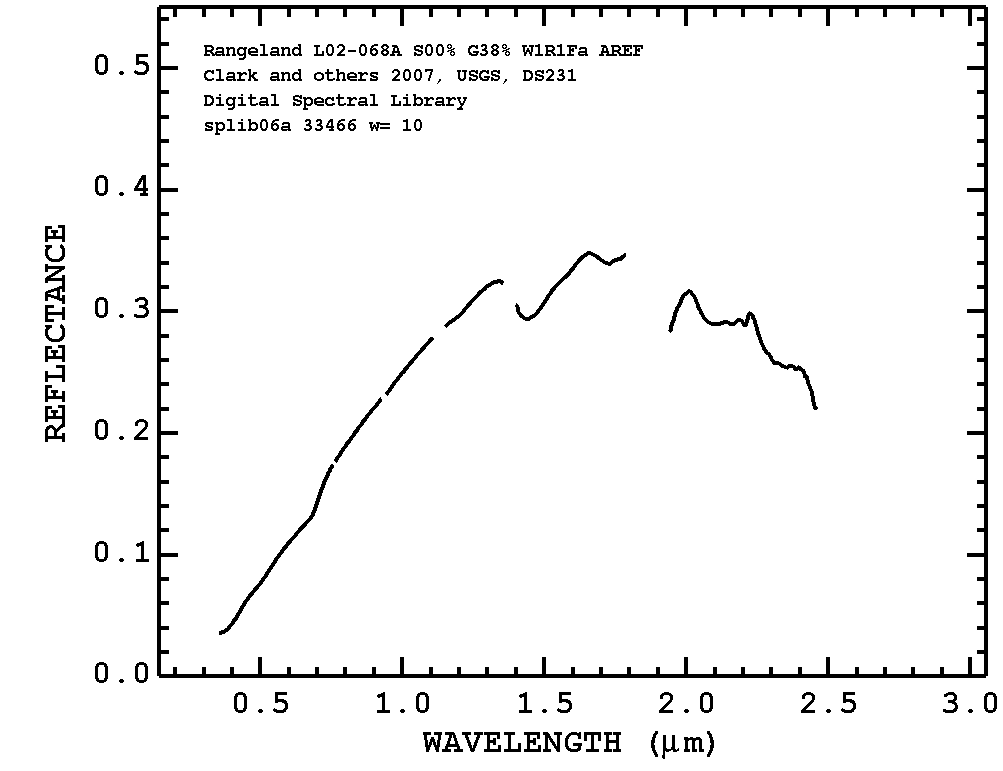 Rangeland L02-068A S00% G38% W1R1Fa AREF
Clark and others 2007, USGS, DS231
Digital Spectral Library
splib06a 33466 w= 10
REFLECTANCE
0.5
0.4
0.3
0.2
0.1
0.0
0.5 1.0 1.5 2.0 2.5 3.0
WAVELENGTH (μm)